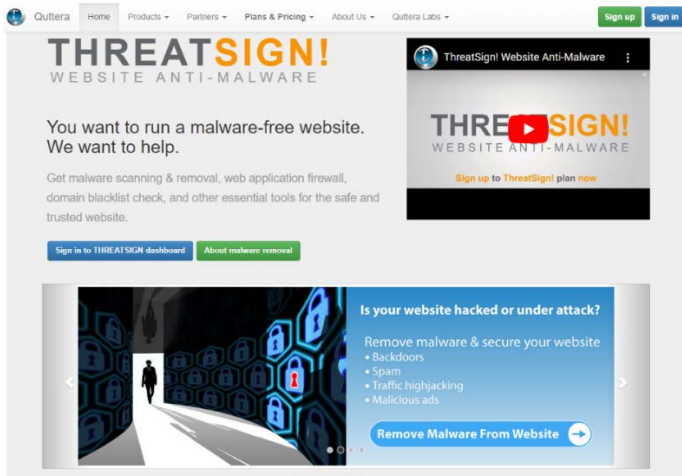 Quttera Home Products Partners Plans & Pricing About Us Quttera Labs Sign up Sign in
THREATSIGN!
WEBSITE ANTI-MALWARE
You want to run a malware-free website.
We want to help.
Get malware scanning & removal, web application firewall,
domain blacklist check, and other essential tools for the safe and
trusted website.
Sign in to THREATSIGN dashboard About malware removal
ThreatSign! Website Anti-Malware
THRE SIGN!
WEBSITE ANTI-MALWARE
Sign up to ThreatSign! plan now
Is your website hacked or under attack?
Remove malware & secure your website
• Backdoors
• Spam
• Traffic highjacking
• Malicious ads
Remove Malware From Website